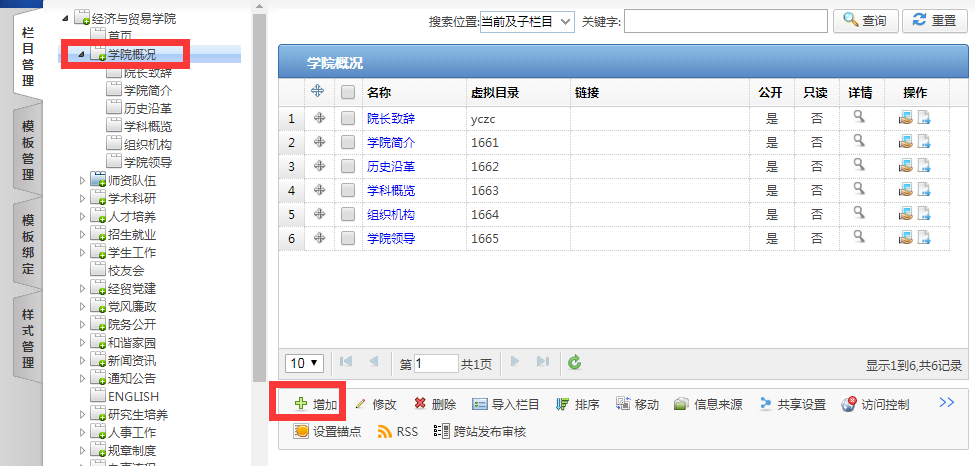 栏目管理
模板管理
模板绑定
样式管理
经济与贸易学院
首页
学院概况
院长致辞
学院简介
历史沿革
学科概览
组织机构
学院领导
师资队伍
学术科研
人才培养
招生就业
学生工作
校友会
经贸党建
党风廉政
院务公开
和谐家园
新闻资讯
通知公告
ENGLISH
研究生培养
人事工作
规章制度
搜索位置: 当前及子栏目 关键字: 查询 重置
学院概况
名称 虚拟目录 链接 公开 只读 详情 操作
1 院长致辞 yczc 是 否
2 学院简介 1661 是 否
3 历史沿革 1662 是 否
4 学科概览 1663 是 否
5 组织机构 1664 是 否
6 学院领导 1665 是 否
10 第 1 共1页 显示1到6,共6记录
增加 修改 删除 导入栏目 排序 移动 信息来源 共享设置 访问控制 >>
设置锚点 RSS 跨站发布审核